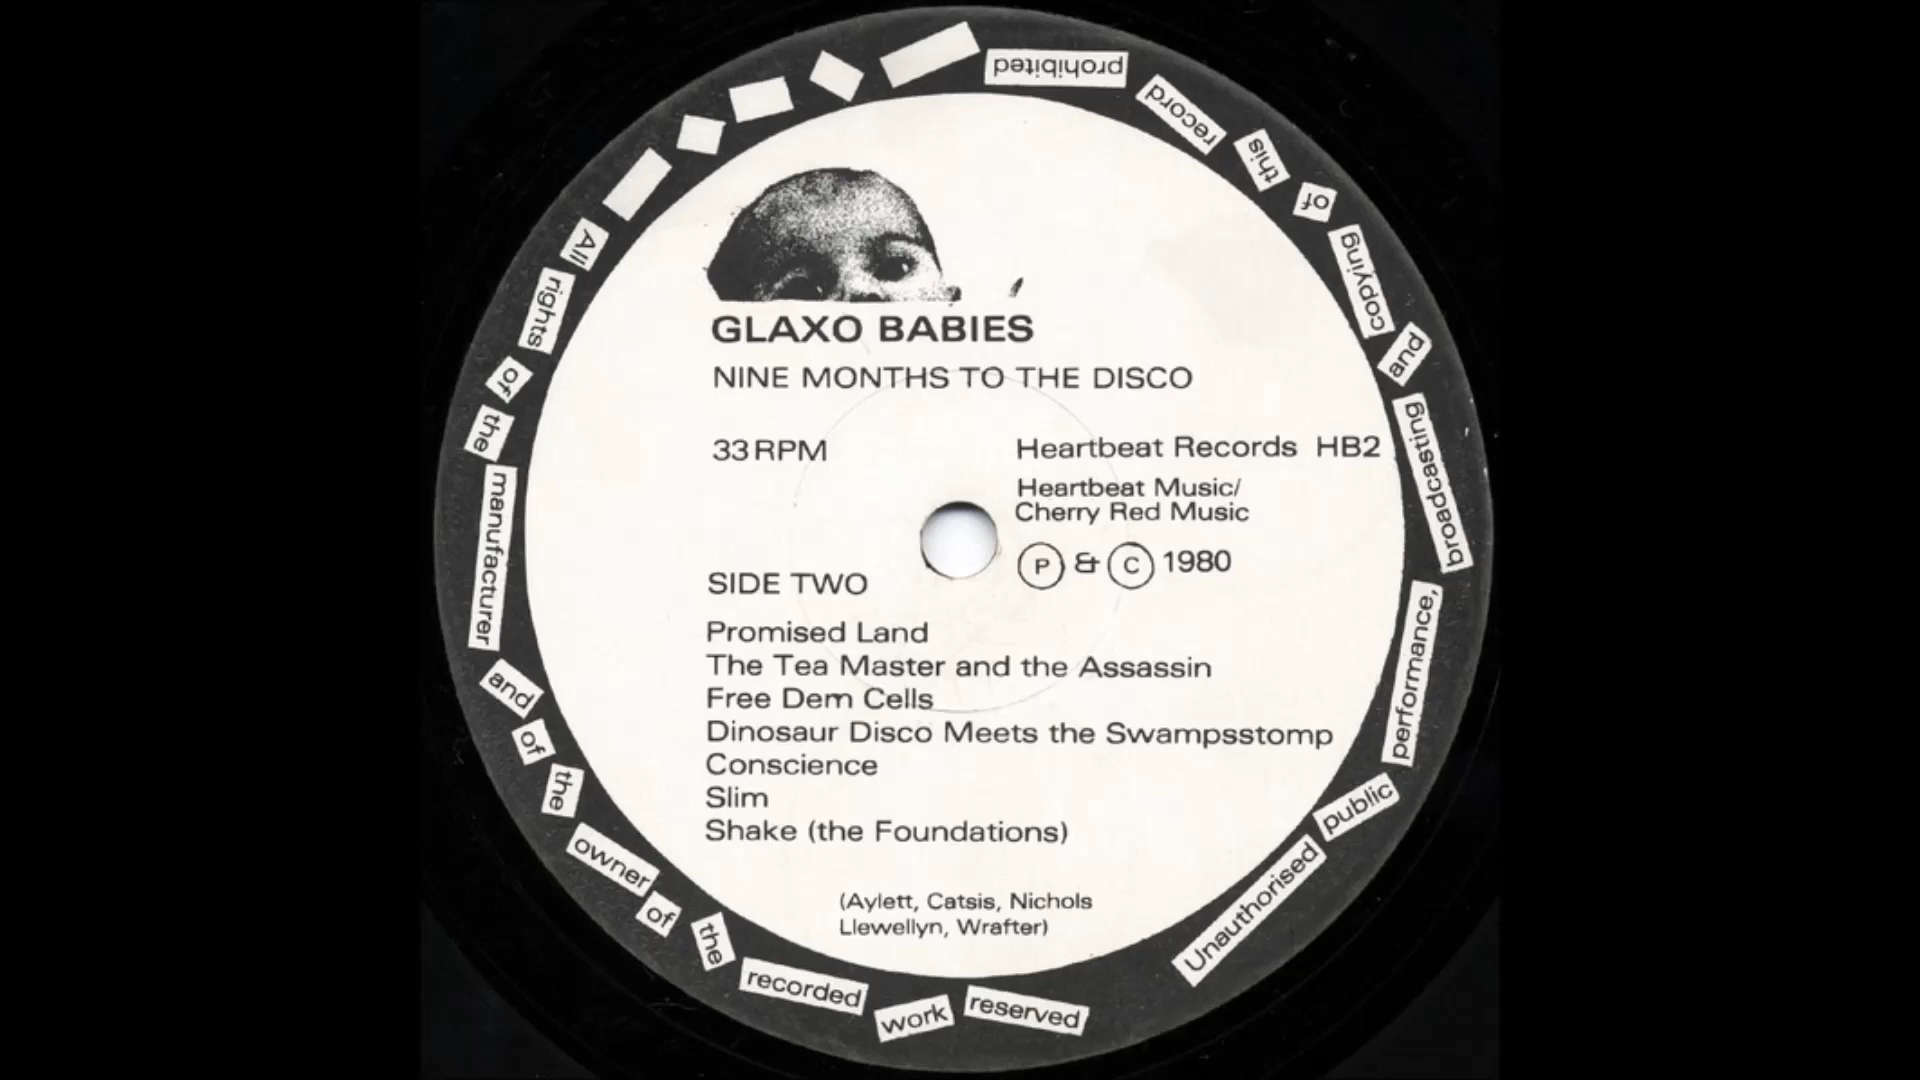 GLAXO BABIES
NINE MONTHS TO THE DISCO
33 RPM
Heartbeat Records HB2
Heartbeat Music/
Cherry Red Music
P & C 1980
SIDE TWO
Promised Land
The Tea Master and the Assassin
Free Dem Cells
Dinosaur Disco Meets the Swampsstomp
Conscience
Slim
Shake (the Foundations)
(Aylett, Catsis, Nichols
Llewellyn, Wrafter)
All rights of the manufacturer and of the owner of the recorded work reserved
Unauthorised public performance, broadcasting and copying of this record prohibited